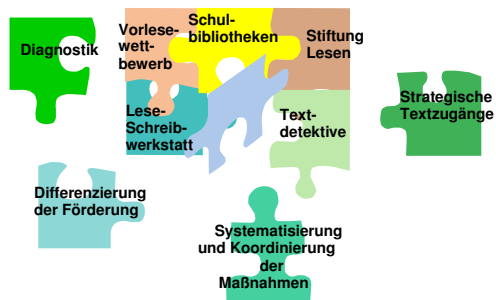 Diagnostik
Vorlese-
wett-
bewerb
Schul-
bibliotheken
Stiftung
Lesen
Lese-
Schreib-
werkstatt
Text-
detektive
Strategische
Textzugänge
Differenzierung
der Förderung
Systematisierung
und Koordinierung
der
Maßnahmen